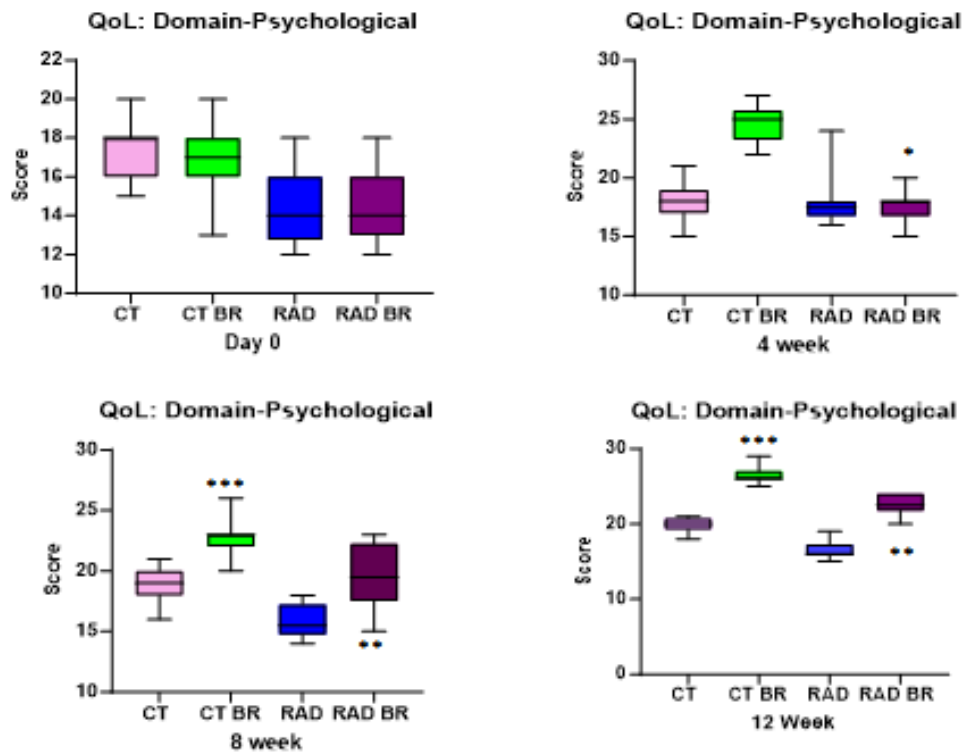 QoL: Domain-Psychological
Score
22
20
18
16
14
12
10
CT CT BR RAD RAD BR
Day 0
QoL: Domain-Psychological
Score
30
25
20
15
10
*
CT CT BR RAD RAD BR
4 week
QoL: Domain-Psychological
Score
30
25
20
15
10
***
**
CT CT BR RAD RAD BR
8 week
QoL: Domain-Psychological
Score
30
20
10
0
***
**
CT CT BR RAD RAD BR
12 Week